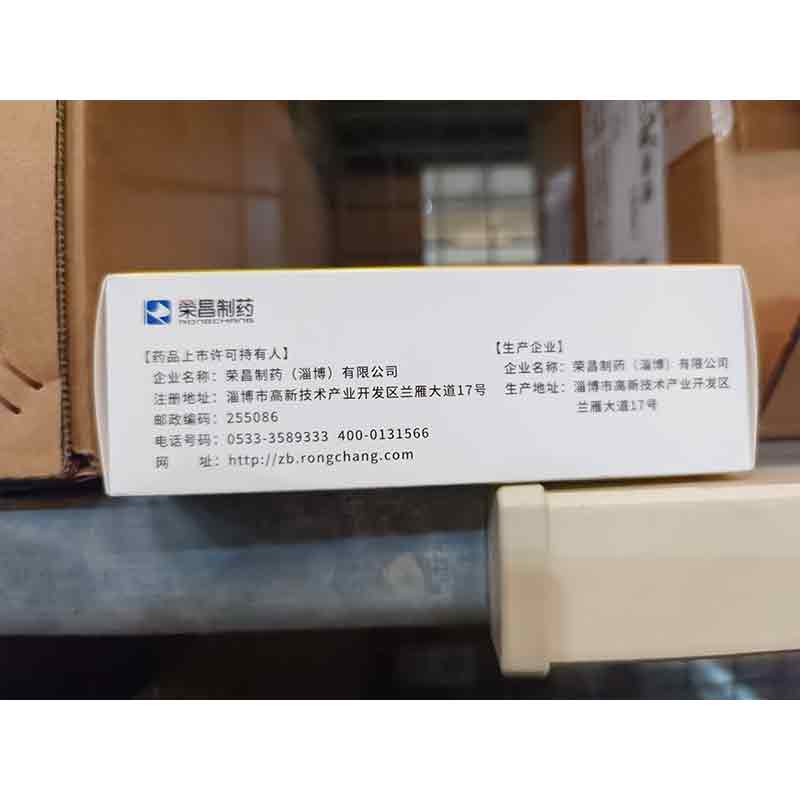 荣昌制药
RONGCHANG
【药品上市许可持有人】
企业名称：荣昌制药（淄博）有限公司
注册地址：淄博市高新技术产业开发区兰雁大道17号
邮政编码：255086
电话号码：0533-3589333 400-0131566
网 址：http://zb.rongchang.com
【生产企业】
企业名称：荣昌制药（淄博）有限公司
生产地址：淄博市高新技术产业开发区
兰雁大道17号